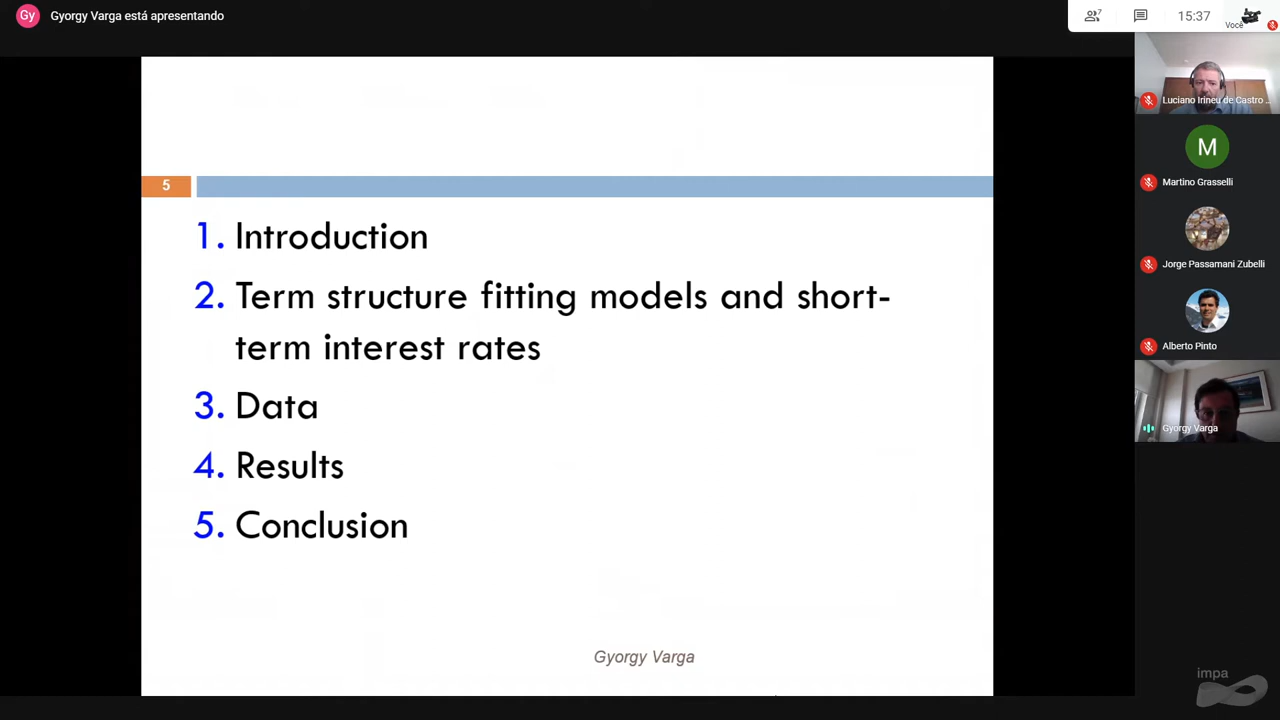 Gy Gyorgy Varga está apresentando
7
15:37
Você
Luciano Irineu de Castro ...
M
Martino Grasselli
Jorge Passamani Zubelli
Alberto Pinto
Gyorgy Varga
5
1. Introduction
2. Term structure fitting models and short-
term interest rates
3. Data
4. Results
5. Conclusion
Gyorgy Varga
impa